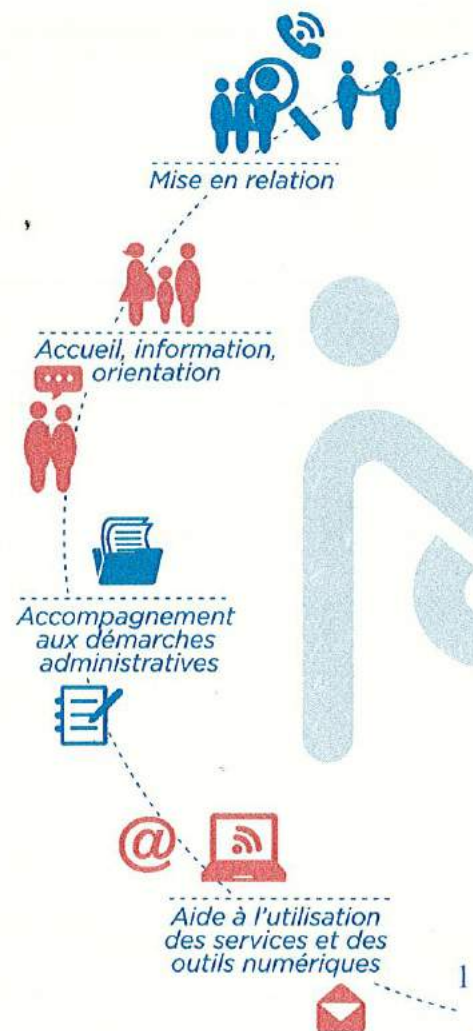 Mise en relation
Accueil, information,
orientation
Accompagnement
aux démarches
administratives
@
Aide à l'utilisation
des services et des
outils numériques